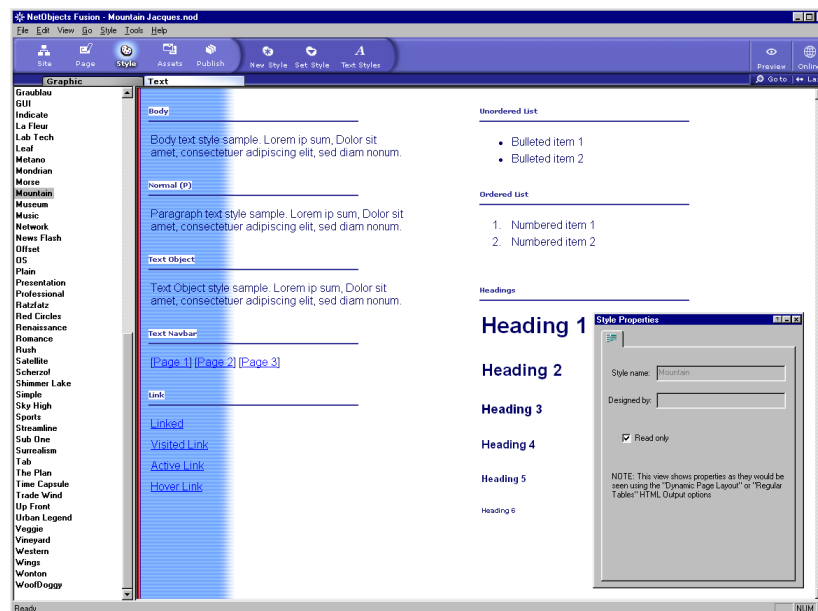 NetObjects Fusion - Mountain Jacques.nod
File Edit View Go Style Tools Help
Site Page Style Assets Publish New Style Set Style Text Styles Preview Online
Graphic Text Go to La
Graublau
GUI
Indicate
La Fleur
Lab Tech
Leaf
Metano
Mondrian
Morse
Mountain
Museum
Music
Network
News Flash
Offset
OS
Plain
Presentation
Professional
Ratzfatz
Red Circles
Renaissance
Romance
Rush
Satellite
Scherzo!
Shimmer Lake
Simple
Sky High
Sports
Streamline
Sub One
Surrealism
Tab
The Plan
Time Capsule
Trade Wind
Up Front
Urban Legend
Veggie
Vineyard
Western
Wings
Wonton
WoofDoggy
Body
Body text style sample. Lorem ip sum, Dolor sit
amet, consectetuer adipiscing elit, sed diam nonum.
Normal (P)
Paragraph text style sample. Lorem ip sum, Dolor sit
amet, consectetuer adipiscing elit, sed diam nonum.
Text Object
Text Object style sample. Lorem ip sum, Dolor sit
amet, consectetuer adipiscing elit, sed diam nonum.
Text Navbar
[Page 1] [Page 2] [Page 3]
Link
Linked
Visited Link
Active Link
Hover Link
Unordered List
• Bulleted item 1
• Bulleted item 2
Ordered List
1. Numbered item 1
2. Numbered item 2
Headings
Heading 1
Heading 2
Heading 3
Heading 4
Heading 5
Heading 6
Style Properties
Style name: Mountain
Designed by:
Read only
NOTE: This view shows properties as they would be
seen using the "Dynamic Page Layout" or "Regular
Tables" HTML Output options
Ready
NUM